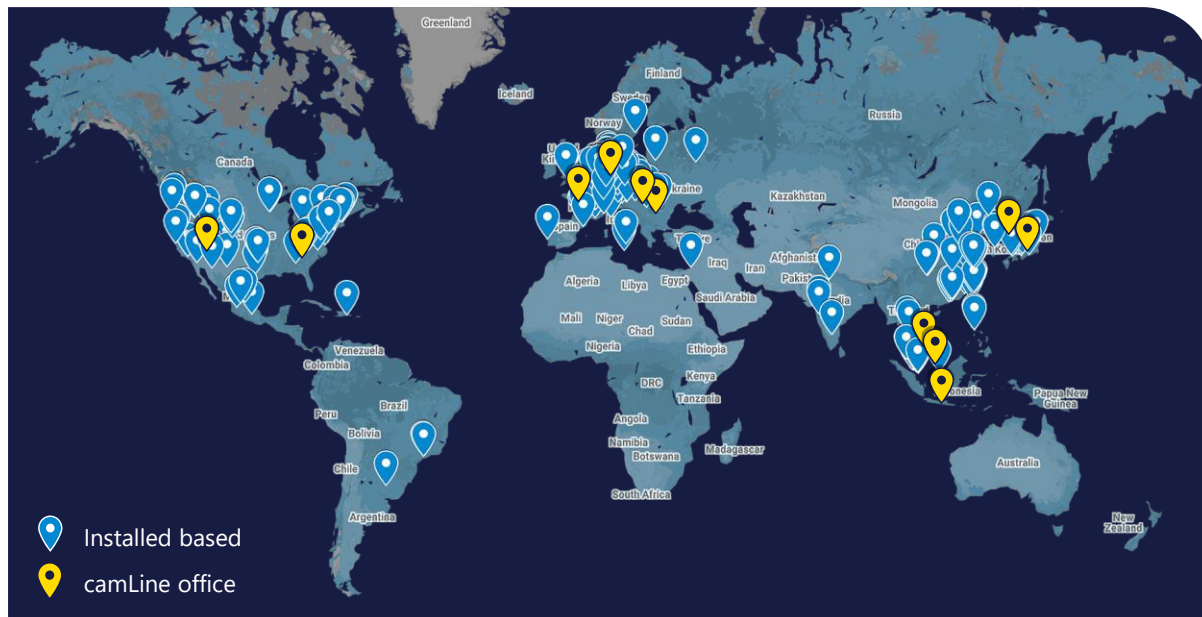 Greenland
Iceland
Finland
Sweden
Norway
Russia
Canada
Kazakhstan
Mongolia
Afghanist
Iraq
Iran
Algeria
Libya
Egypt
Saudi Arabia
Mali
Niger
Chad
Sudan
Nigeria
Ethiopia
Venezuela
Colombia
DRC
Kenya
Tanzania
Papua New
Guinea
Peru
Brazil
Angola
Bolivia
Namibia
Botswana
Madagascar
Chile
Australia
South Africa
Argentina
New
Zealand
Installed based
camLine office